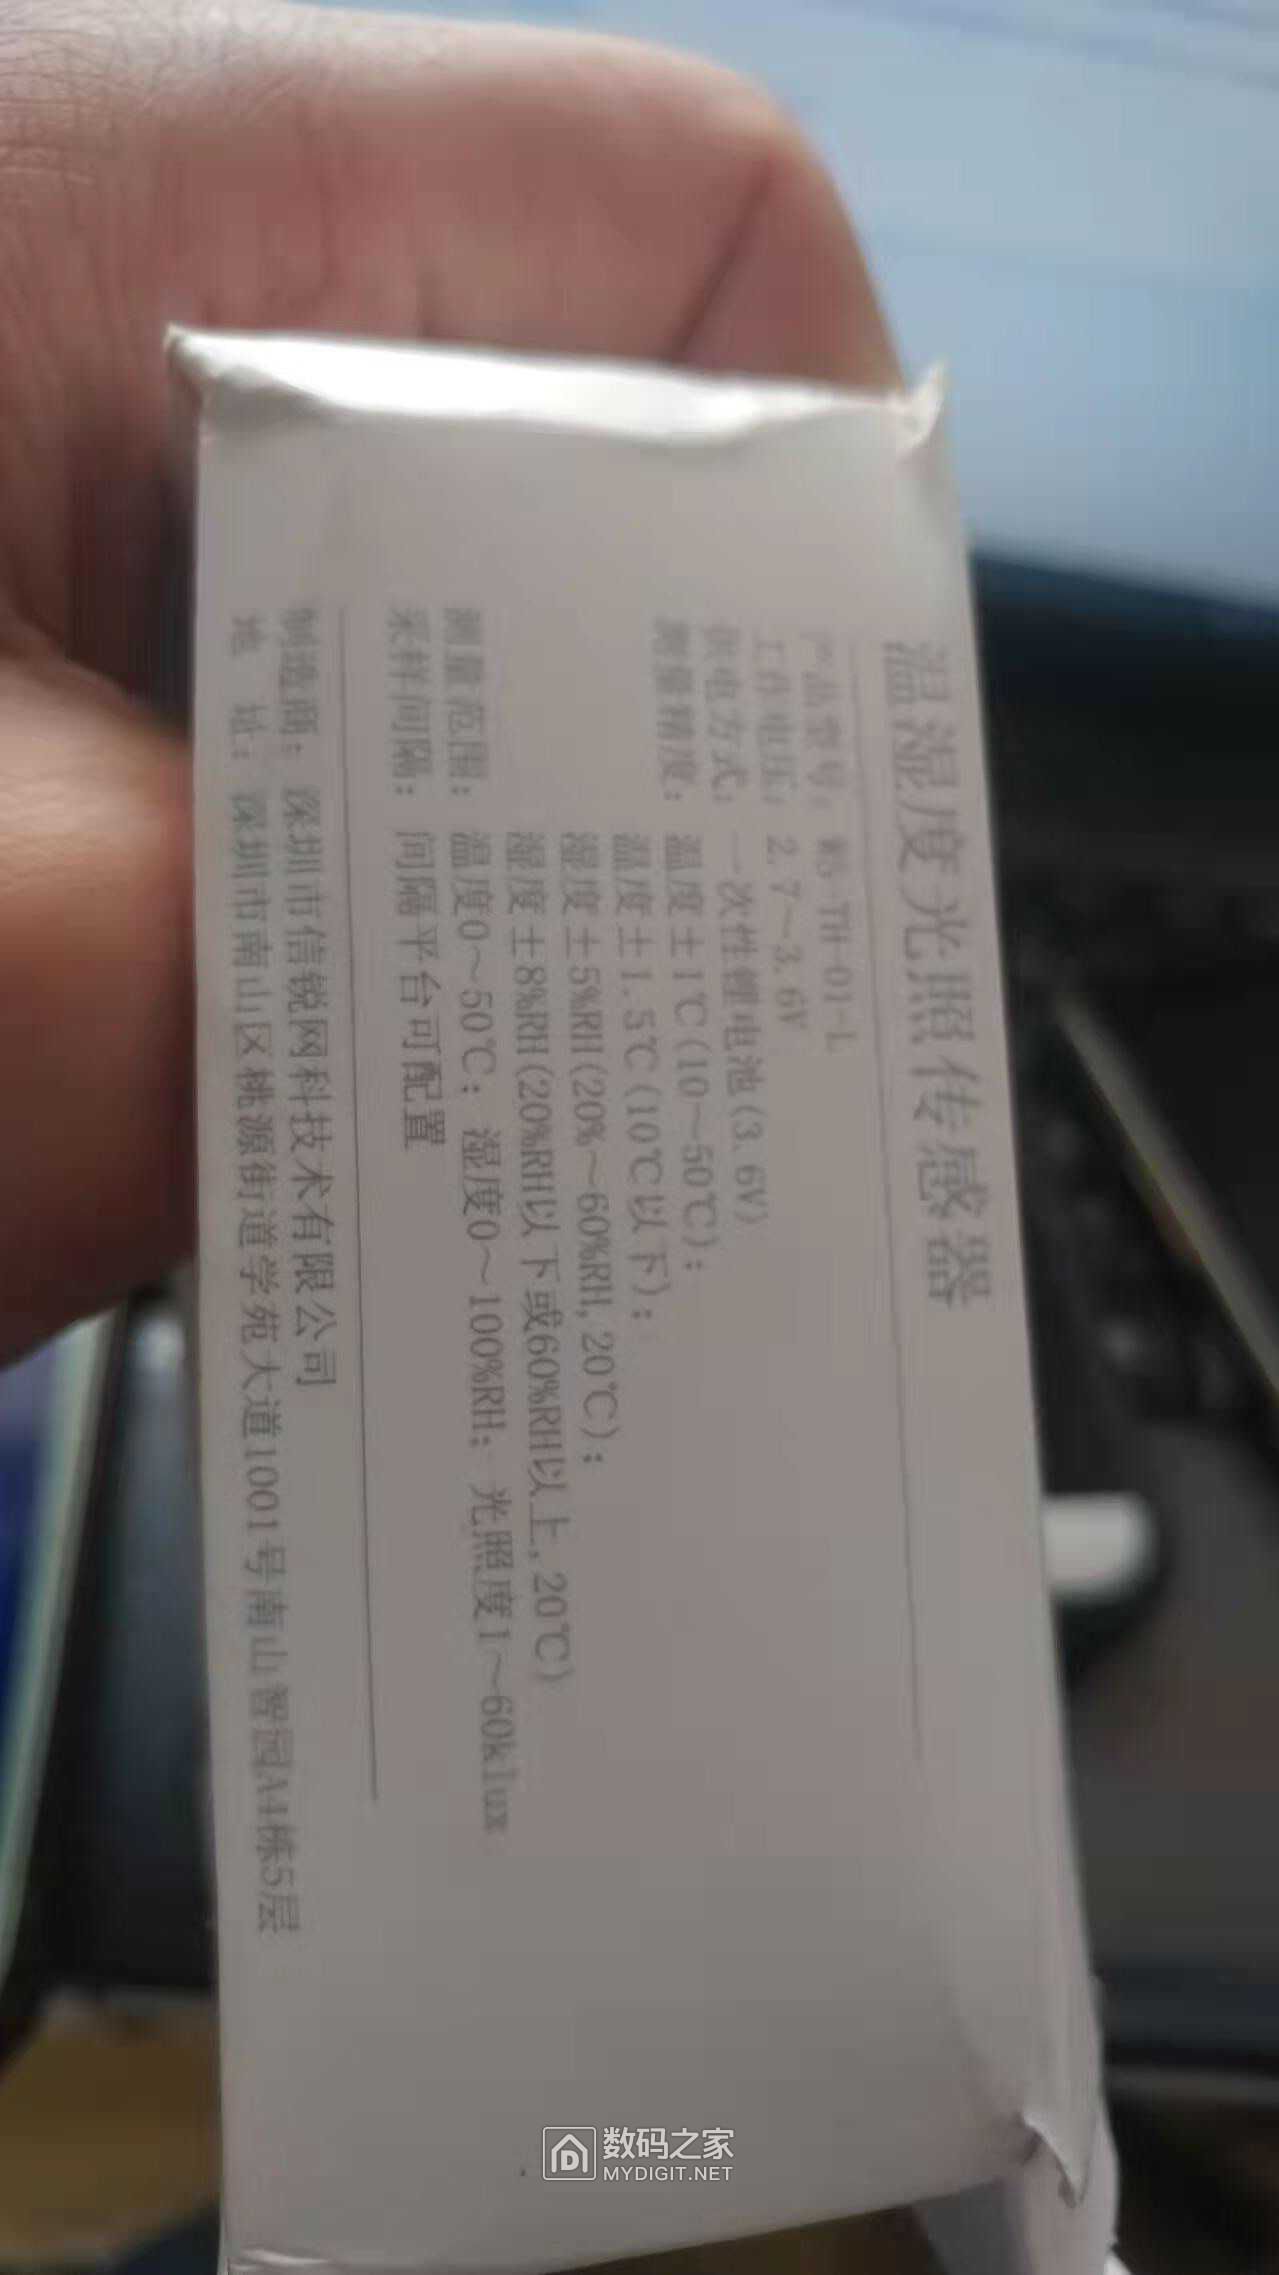 温湿度光照传感器
产品型号: WS-TH-01-L
工作电压: 2.7~3.6V
供电方式: 一次性锂电池(3.6V)
测量精度: 温度±1℃(10~50℃);
温度±1.5℃(10℃以下);
湿度±5%RH(20%~60%RH,20℃);
湿度±8%RH(20%RH以下或60%RH以上,20℃)
测量范围: 温度0~50℃; 湿度0~100%RH; 光照度1~60klux
采样间隔: 间隔平台可配置
制造商: 深圳市信锐网科技术有限公司
地 址: 深圳市南山区桃源街道学苑大道1001号南山智园A4栋5层
数码之家
MYDIGIT.NET